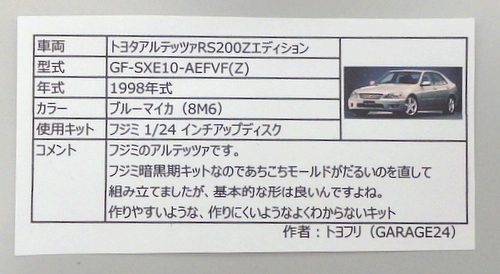 車両 トヨタアルテッツァRS200Zエディション
型式 GF-SXE10-AEFVF(Z)
年式 1998年式
カラー ブルーマイカ（8M6）
使用キット フジミ 1/24 インチアップディスク
コメント フジミのアルテッツァです。
フジミ暗黒期キットなのであちこちモールドがだるいのを直して
組み立てましたが、基本的な形は良いんですよね。
作りやすいような、作りにくいようなよくわからないキット
作者：トヨフリ（GARAGE24）